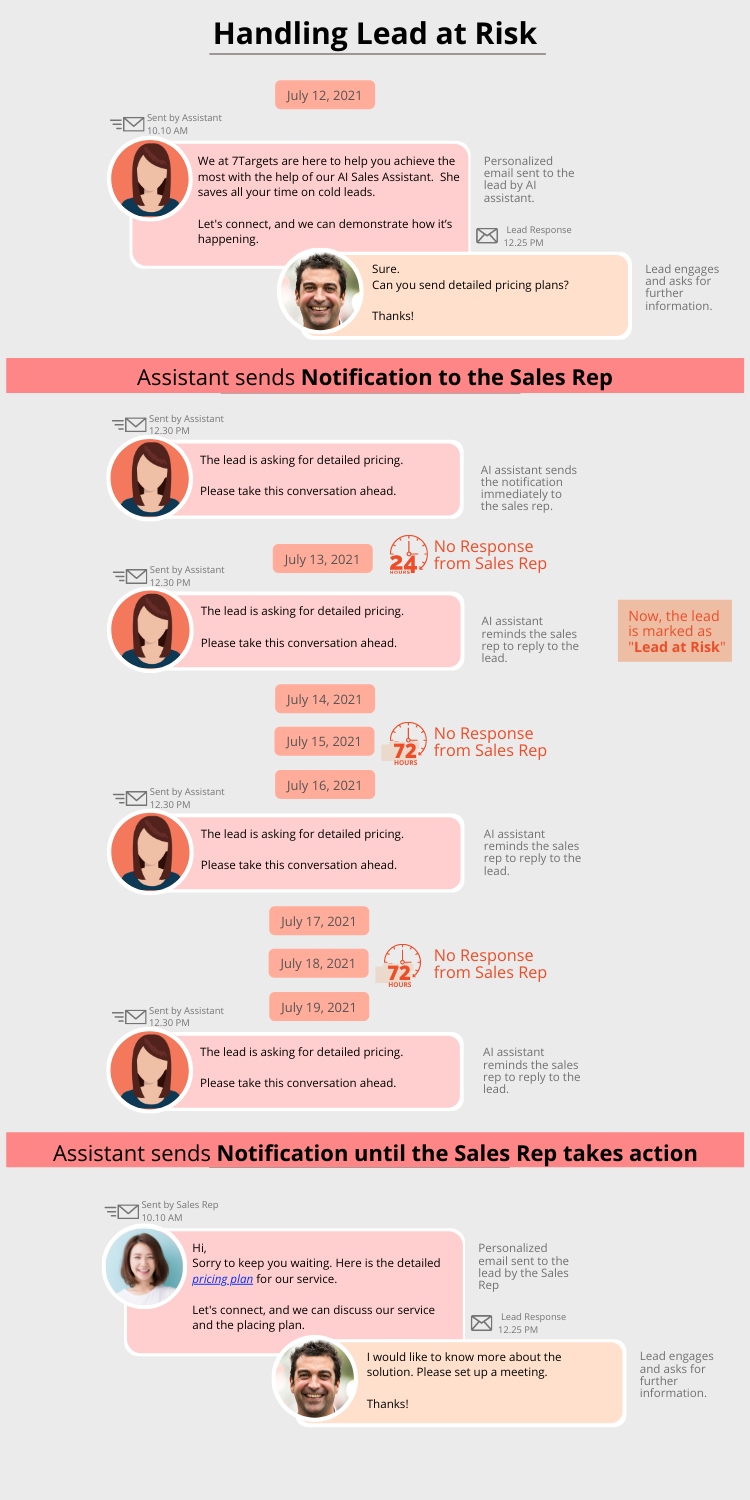 Handling Lead at Risk
July 12, 2021
Sent by Assistant
10.10 AM
We at 7Targets are here to help you achieve the
most with the help of our AI Sales Assistant. She
saves all your time on cold leads.
Let's connect, and we can demonstrate how it's
happening.
Personalized
email sent to the
lead by AI
assistant.
Lead Response
12.25 PM
Sure.
Can you send detailed pricing plans?
Thanks!
Lead engages
and asks for
further
information.
Assistant sends Notification to the Sales Rep
Sent by Assistant
12.30 PM
The lead is asking for detailed pricing.
Please take this conversation ahead.
AI assistant sends
the notification
immediately to
the sales rep.
July 13, 2021
24
HOURS
No Response
from Sales Rep
Sent by Assistant
12.30 PM
The lead is asking for detailed pricing.
Please take this conversation ahead.
AI assistant
reminds the sales
rep to reply to the
lead.
Now, the lead
is marked as
"Lead at Risk"
July 14, 2021
July 15, 2021
72
HOURS
No Response
from Sales Rep
July 16, 2021
Sent by Assistant
12.30 PM
The lead is asking for detailed pricing.
Please take this conversation ahead.
AI assistant
reminds the sales
rep to reply to the
lead.
July 17, 2021
July 18, 2021
72
HOURS
No Response
from Sales Rep
July 19, 2021
Sent by Assistant
12.30 PM
The lead is asking for detailed pricing.
Please take this conversation ahead.
AI assistant
reminds the sales
rep to reply to the
lead.
Assistant sends Notification until the Sales Rep takes action
Sent by Sales Rep
10.10 AM
Hi,
Sorry to keep you waiting. Here is the detailed
pricing plan for our service.
Let's connect, and we can discuss our service
and the placing plan.
Personalized
email sent to the
lead by the Sales
Rep
Lead Response
12.25 PM
I would like to know more about the
solution. Please set up a meeting.
Thanks!
Lead engages
and asks for
further
information.